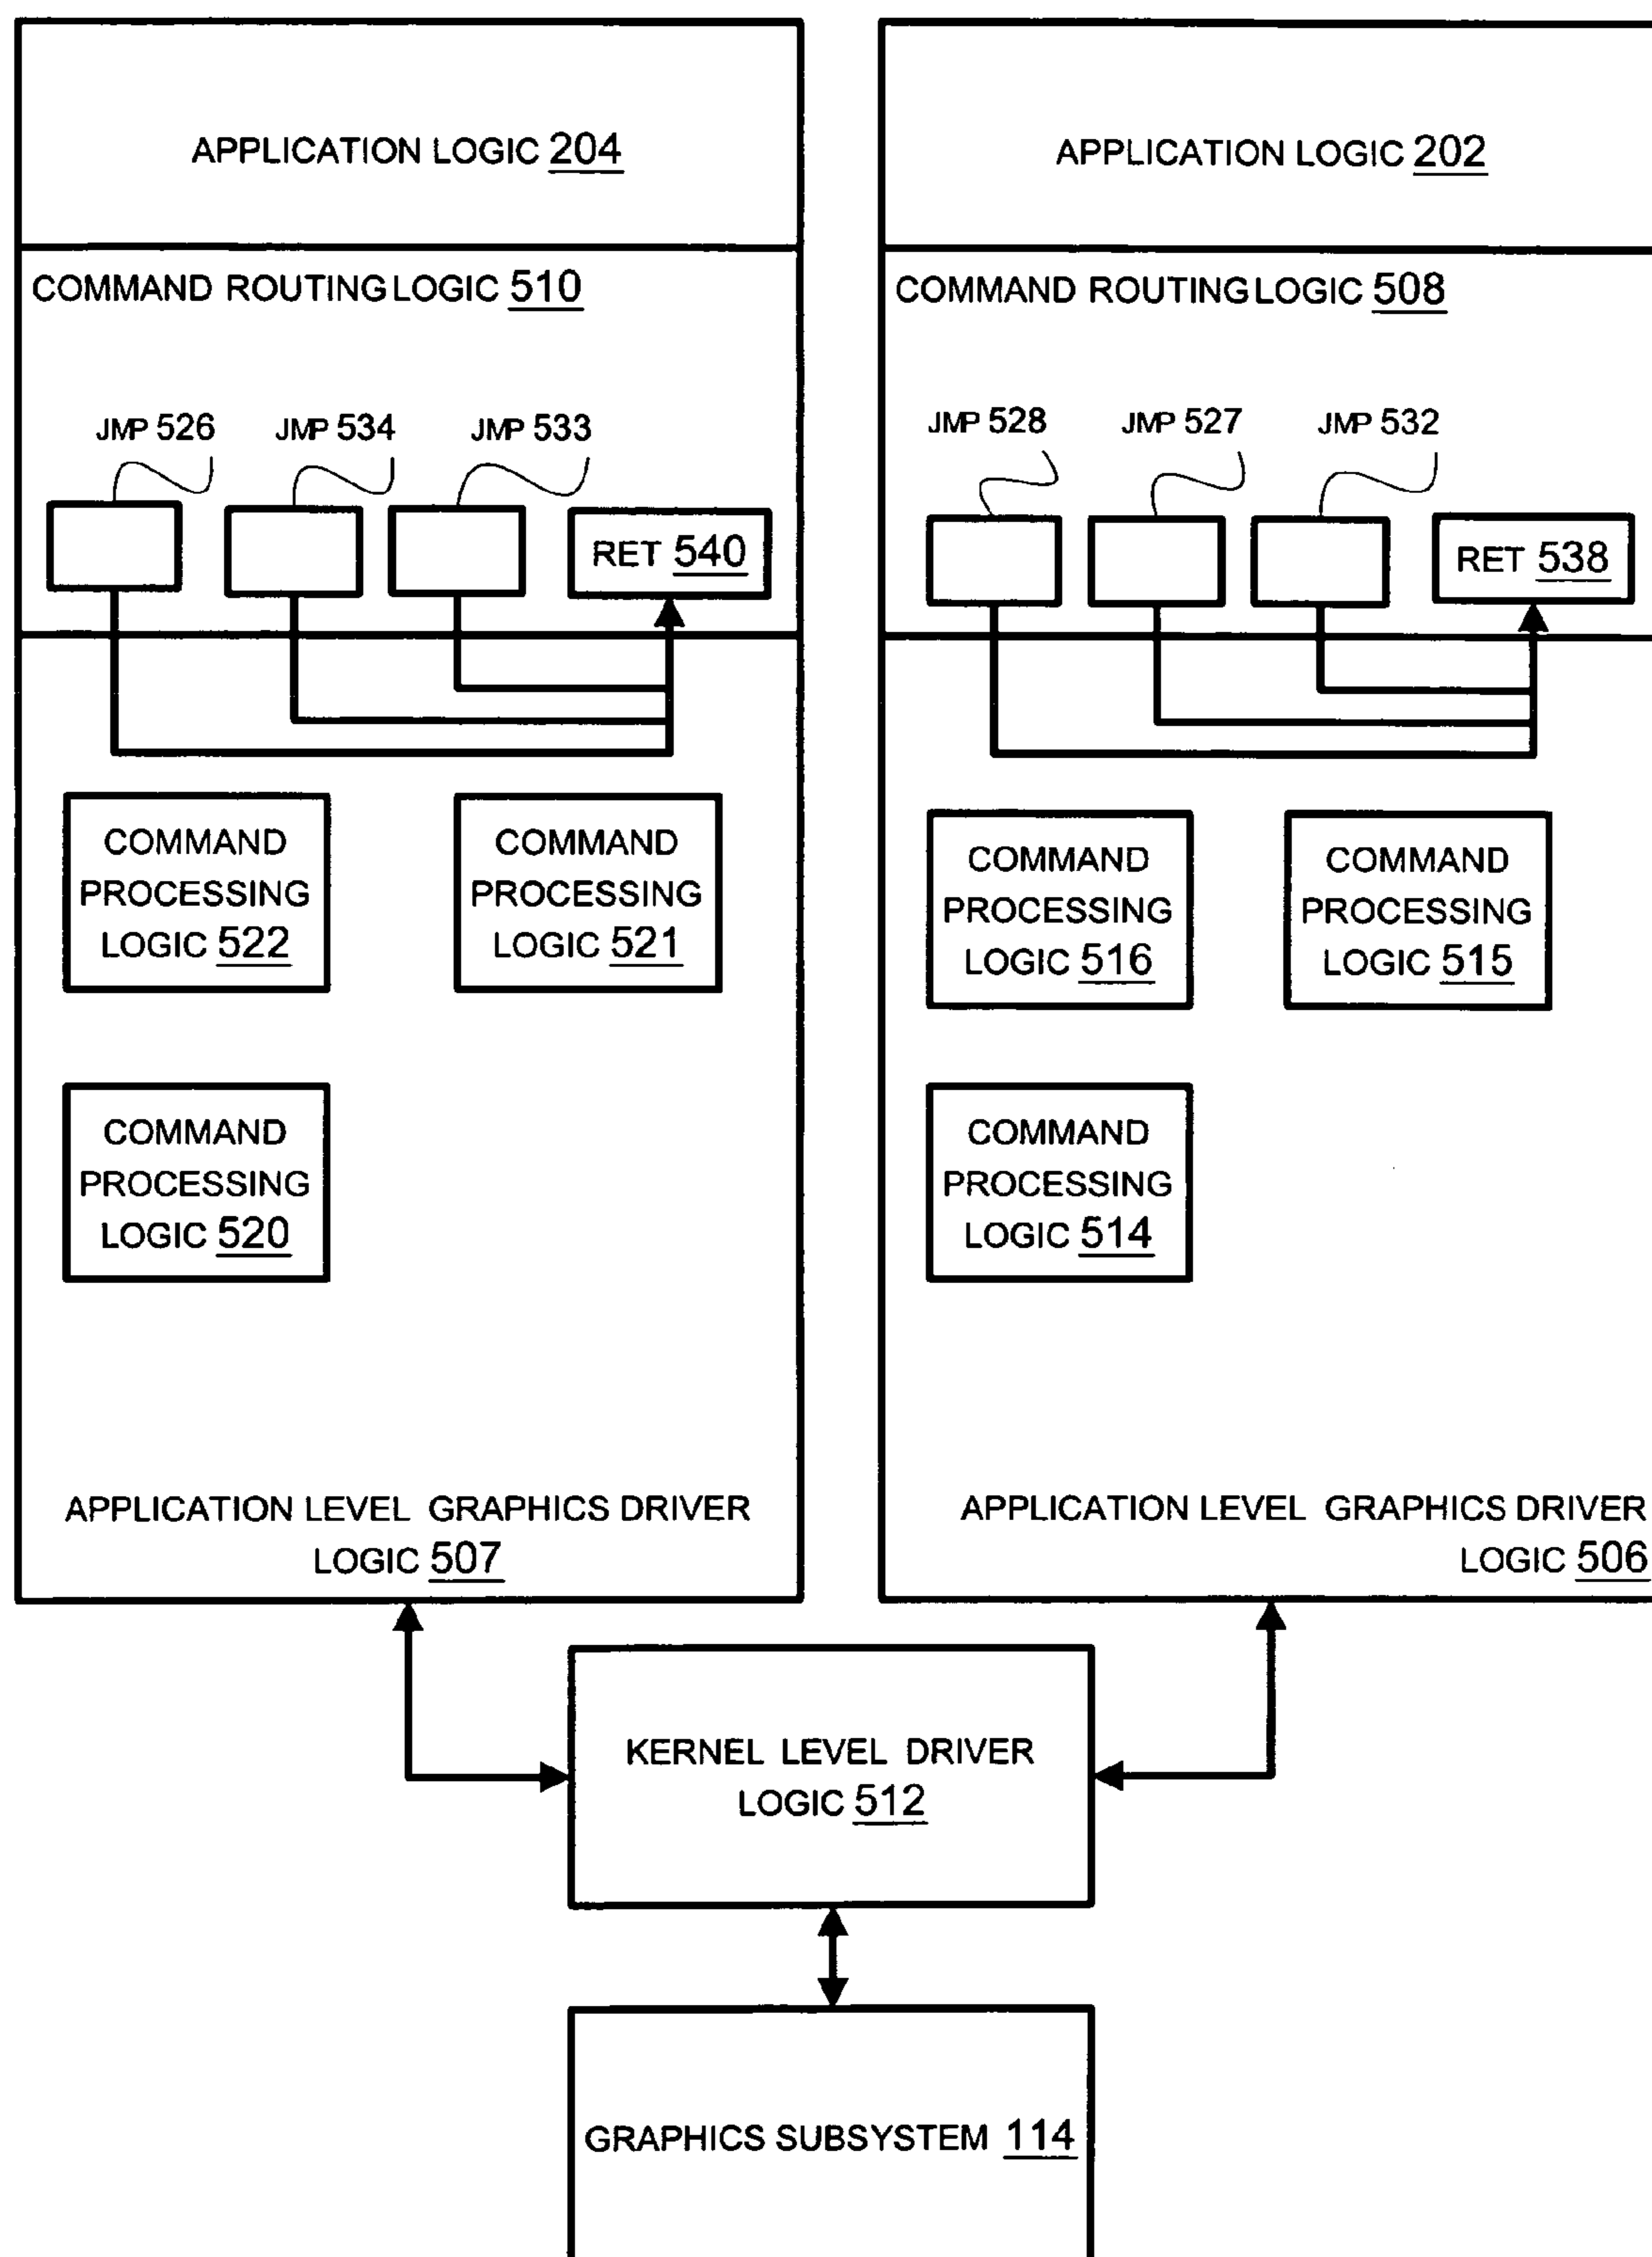 APPLICATION LOGIC 204
COMMAND ROUTING LOGIC 510
JMP 526
JMP 534
JMP 533
RET 540
COMMAND
PROCESSING
LOGIC 522
COMMAND
PROCESSING
LOGIC 521
COMMAND
PROCESSING
LOGIC 520
APPLICATION LEVEL GRAPHICS DRIVER
LOGIC 507
APPLICATION LOGIC 202
COMMAND ROUTING LOGIC 508
JMP 528
JMP 527
JMP 532
RET 538
COMMAND
PROCESSING
LOGIC 516
COMMAND
PROCESSING
LOGIC 515
COMMAND
PROCESSING
LOGIC 514
APPLICATION LEVEL GRAPHICS DRIVER
LOGIC 506
KERNEL LEVEL DRIVER
LOGIC 512
GRAPHICS SUBSYSTEM 114